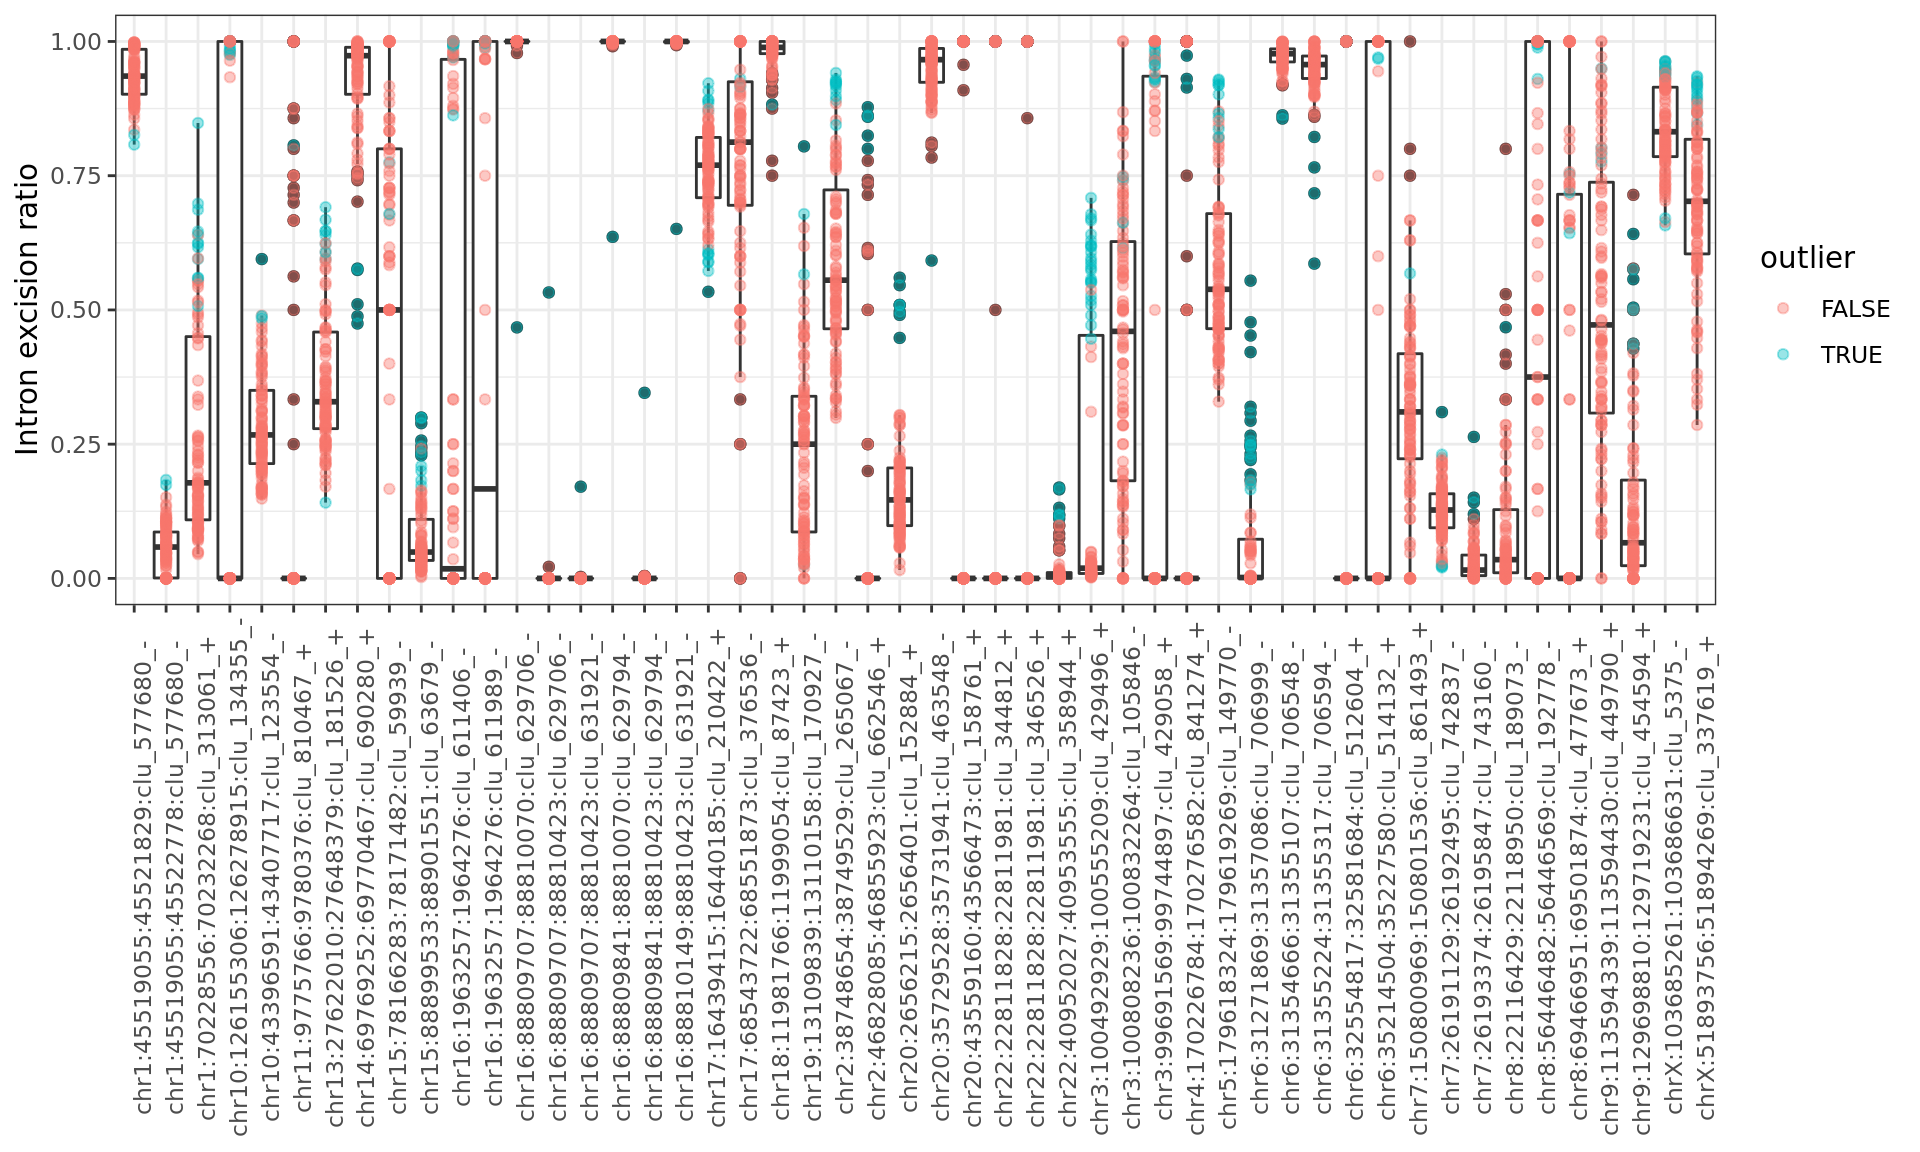 Intron excision ratio
1.00
0.75
0.50
0.25
0.00
chr1:45519055:45521829:clu_577680_-
chr1:45519055:45522778:clu_577680_-
chr1:70228556:70232268:clu_313061_+
chr10:126155306:126278915:clu_134355_-
chr10:43396591:43407717:clu_123554_-
chr11:9775766:9780376:clu_810467_+
chr13:27622010:27648379:clu_181526_+
chr14:69769252:69770467:clu_690280_+
chr15:78166283:78171482:clu_59939_-
chr15:88899533:88901551:clu_63679_-
chr16:1963257:1964276:clu_611406_-
chr16:1963257:1964276:clu_611989_-
chr16:88809707:88810070:clu_629706_-
chr16:88809707:88810423:clu_629706_-
chr16:88809707:88810423:clu_631921_-
chr16:88809841:88810070:clu_629794_-
chr16:88809841:88810423:clu_629794_-
chr16:88810149:88810423:clu_631921_-
chr17:16439415:16440185:clu_210422_+
chr17:68543722:68551873:clu_376536_-
chr18:11981766:11999054:clu_87423_+
chr19:13109839:13110158:clu_170927_-
chr2:38748654:38749529:clu_265067_-
chr2:46828085:46855923:clu_662546_+
chr20:2656215:2656401:clu_152884_+
chr20:35729528:35731941:clu_463548_-
chr20:43559160:43566473:clu_158761_+
chr22:22811828:22811981:clu_344812_+
chr22:22811828:22811981:clu_346526_+
chr22:40952027:40953555:clu_358944_+
chr3:100492929:100555209:clu_429496_+
chr3:100808236:100832264:clu_105846_-
chr3:99691569:99744897:clu_429058_+
chr4:170226784:170276582:clu_841274_+
chr5:179618324:179619269:clu_149770_-
chr6:31271869:31357086:clu_706999_-
chr6:31354666:31355107:clu_706548_-
chr6:31355224:31355317:clu_706594_-
chr6:32554817:32581684:clu_512604_+
chr6:35214504:35227580:clu_514132_+
chr7:150800969:150801536:clu_861493_+
chr7:26191129:26192495:clu_742837_-
chr7:26193374:26195847:clu_743160_-
chr8:22116429:22118950:clu_189073_-
chr8:56446482:56446569:clu_192778_-
chr8:69466951:69501874:clu_477673_+
chr9:113594339:113594430:clu_449790_+
chr9:129698810:129719231:clu_454594_+
chrX:103685261:103686631:clu_53375_-
chrX:51893756:51894269:clu_337619_+
outlier
FALSE
TRUE